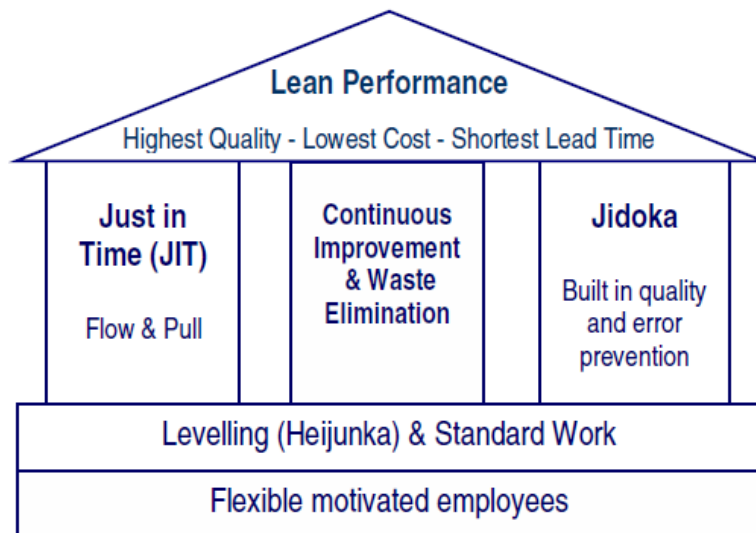 Lean Performance
Highest Quality - Lowest Cost - Shortest Lead Time
Just in
Time (JIT)
Flow & Pull
Continuous
Improvement
& Waste
Elimination
Jidoka
Built in quality
and error
prevention
Levelling (Heijunka) & Standard Work
Flexible motivated employees